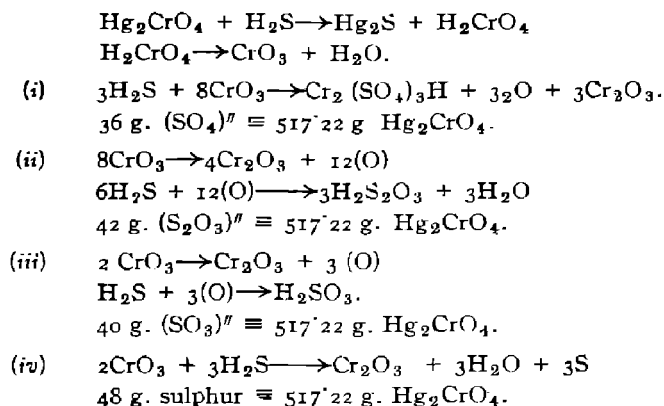 Hg₂CrO₄ + H₂S⟶Hg₂S + H₂CrO₄
H₂CrO₄⟶CrO₃ + H₂O.
(i) 3H₂S + 8CrO₃⟶Cr₂ (SO₄)₃H + 3₂O + 3Cr₂O₃.
36 g. (SO₄)″ ≡ 517·22 g Hg₂CrO₄.
(ii) 8CrO₃⟶4Cr₂O₃ + 12(O)
6H₂S + 12(O)⟶3H₂S₂O₃ + 3H₂O
42 g. (S₂O₃)″ ≡ 517·22 g. Hg₂CrO₄.
(iii) 2 CrO₃⟶Cr₂O₃ + 3 (O)
H₂S + 3(O)⟶H₂SO₃.
40 g. (SO₃)″ ≡ 517·22 g. Hg₂CrO₄.
(iv) 2CrO₃ + 3H₂S⟶Cr₂O₃ + 3H₂O + 3S
48 g. sulphur ≡ 517·22 g. Hg₂CrO₄.